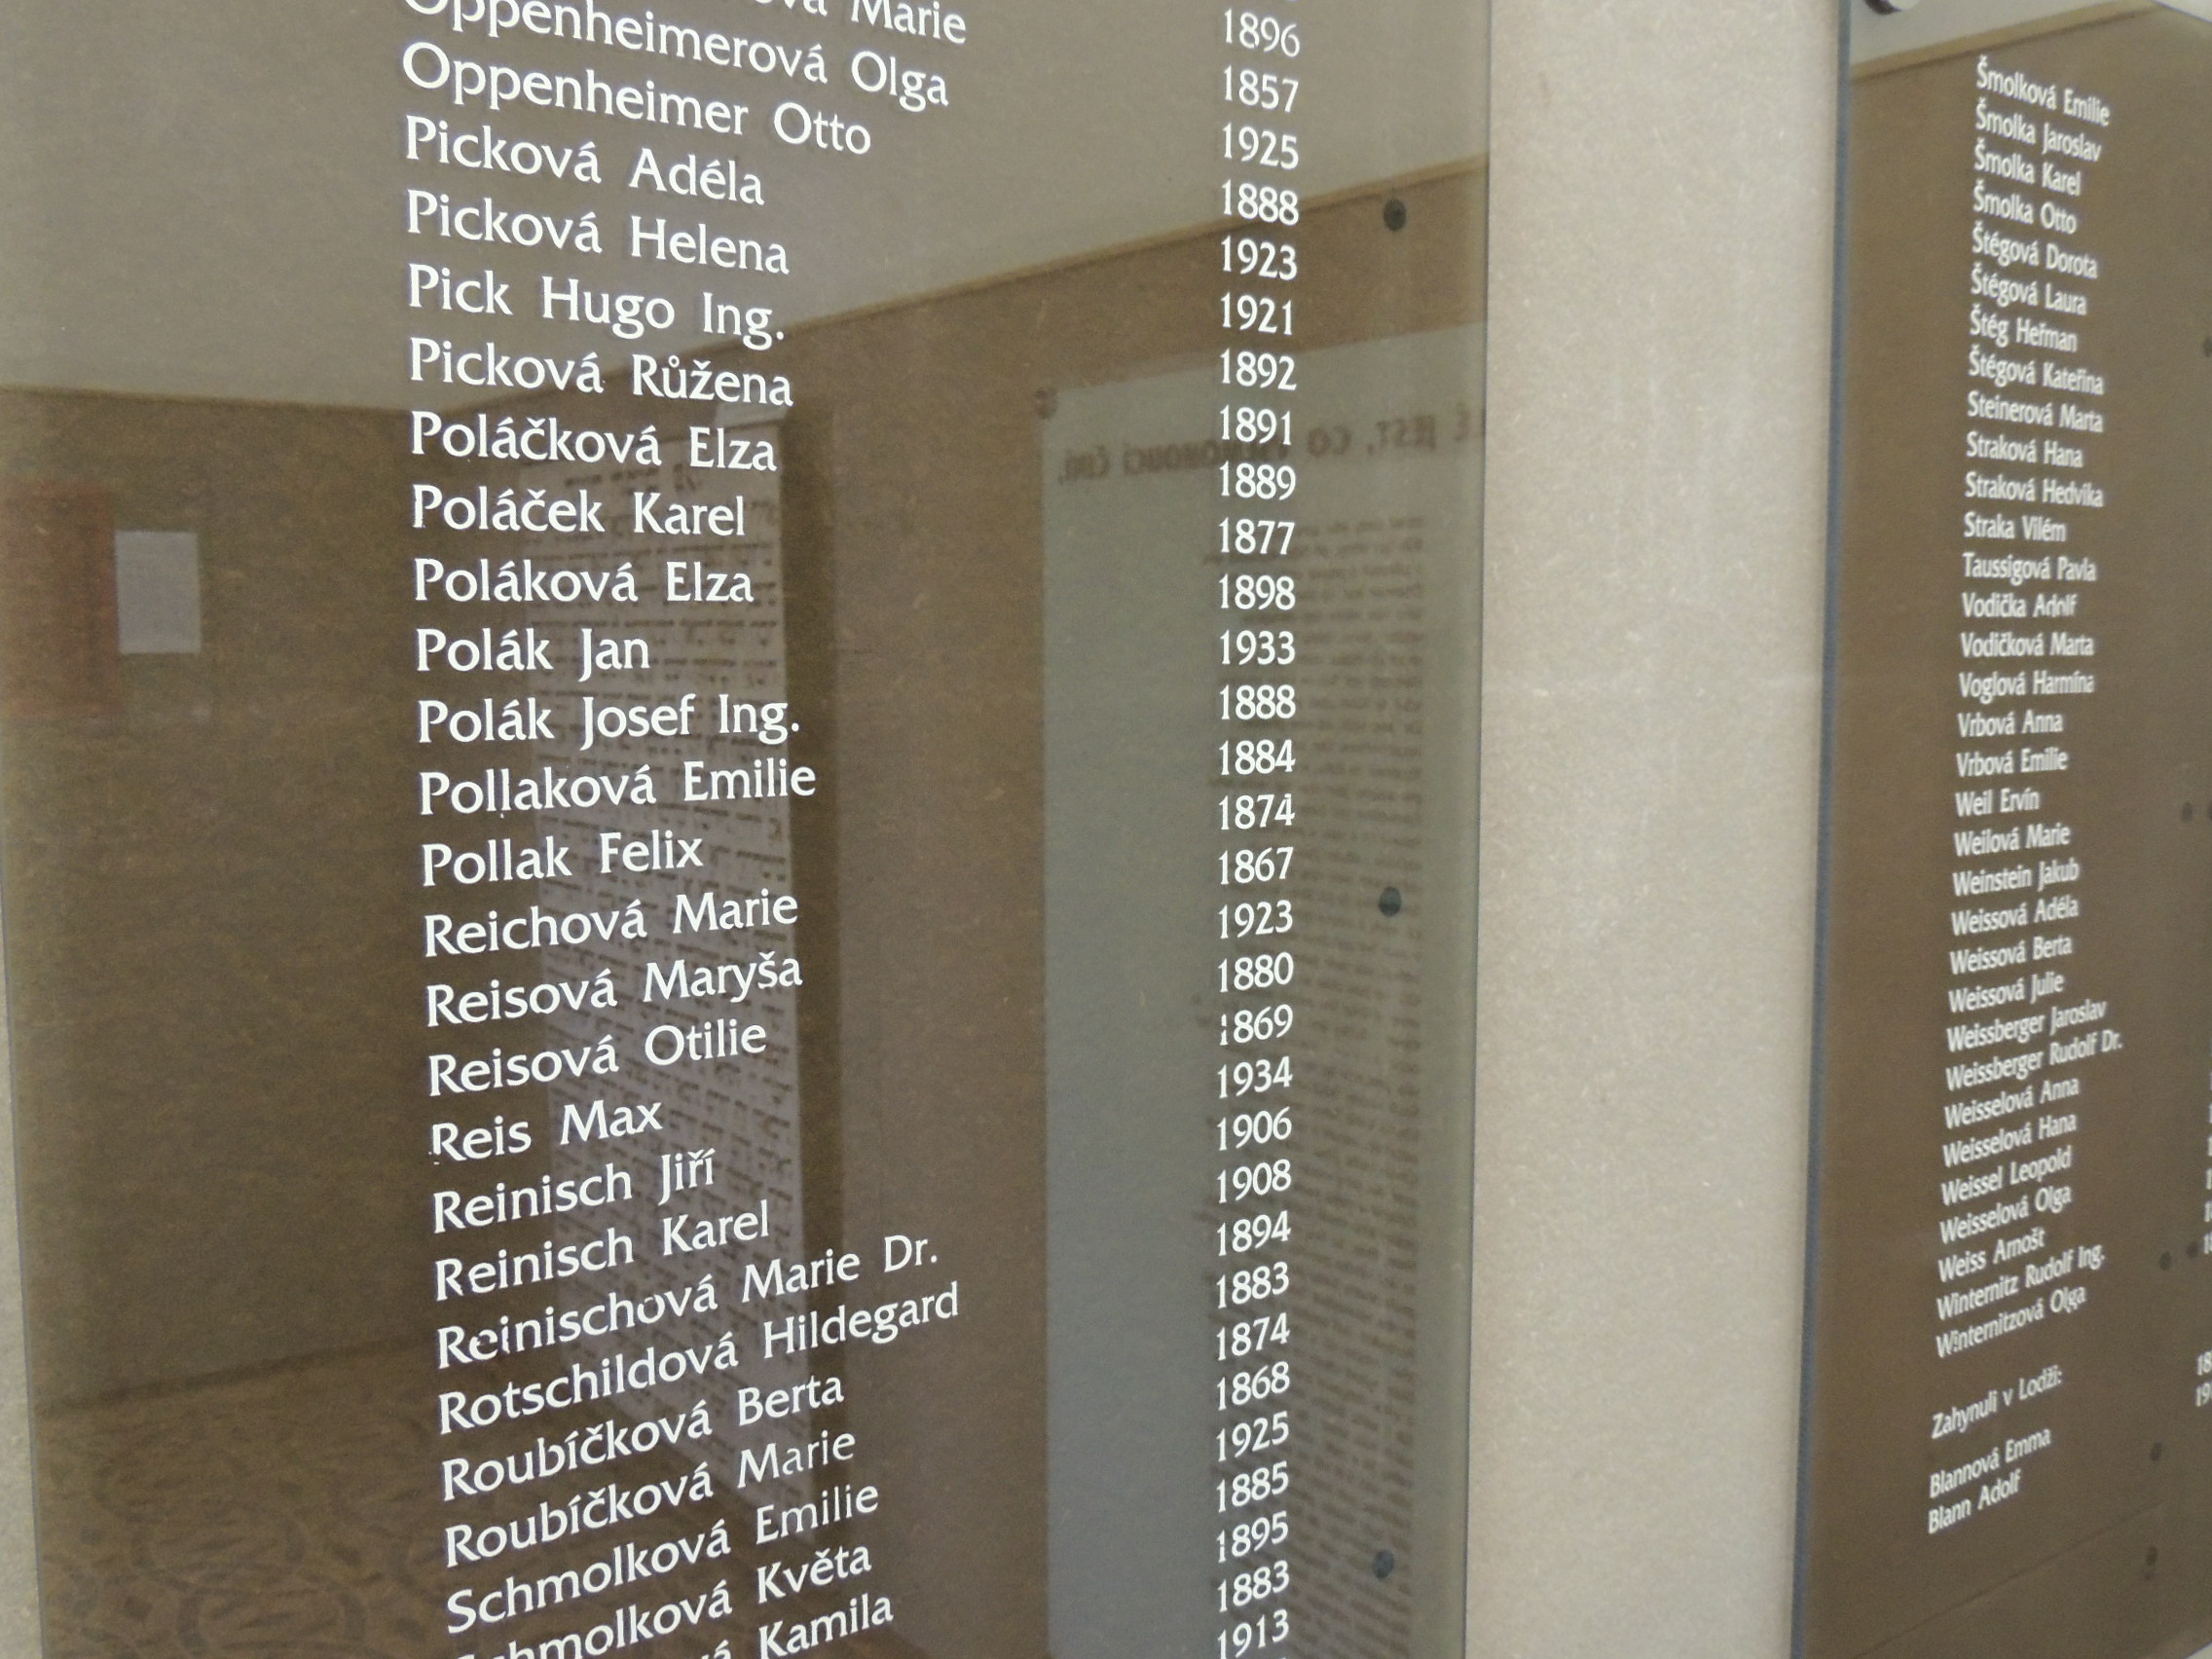 1896
Marie 1857
Oppenheimerová Olga 1925
Oppenheimer Otto 1888
Picková Adéla 1923
Picková Helena 1921
Pick Hugo Ing. 1892
Picková Růžena 1891
Poláčková Elza 1889
Poláček Karel 1877
Poláková Elza 1898
Polák Jan 1933
Polák Josef Ing. 1888
Pollaková Emilie 1884
Pollak Felix 1874
Reichová Marie 1867
Reisová Maryša 1923
Reisová Otilie 1880
Reis Max 1869
Reinisch Jiří 1934
Reinisch Karel 1906
Reinischová Marie Dr. 1908
Rotschildová Hildegard 1894
Roubíčková Berta 1883
Roubíčková Marie 1874
Schmolková Emilie 1868
Schmolková Květa 1925
Kamila 1885
1895
1883
1913
Šmolková Emilie
Šmolka Jaroslav
Šmolka Karel
Šmolka Otto
Štégová Dorota
Štégová Laura
Štég Heřman
Štégová Kateřina
Steinerová Marta
Straková Hana
Straková Hedvika
Straka Vilém
Taussigová Pavla
Vodička Adolf
Vodičková Marta
Voglová Harmína
Vrbová Anna
Vrbová Emilie
Weil Ervín
Weilová Marie
Weinstein Jakub
Weissová Adéla
Weissová Berta
Weissová Julie
Weissberger Jaroslav
Weissberger Rudolf Dr.
Weisselová Anna
Weisselová Hana
Weissel Leopold
Weisselová Olga
Weiss Arnošt
Winternitz Rudolf Ing.
Winternitzová Olga
Zahynuli v Lodži:
Blannová Emma
Blann Adolf